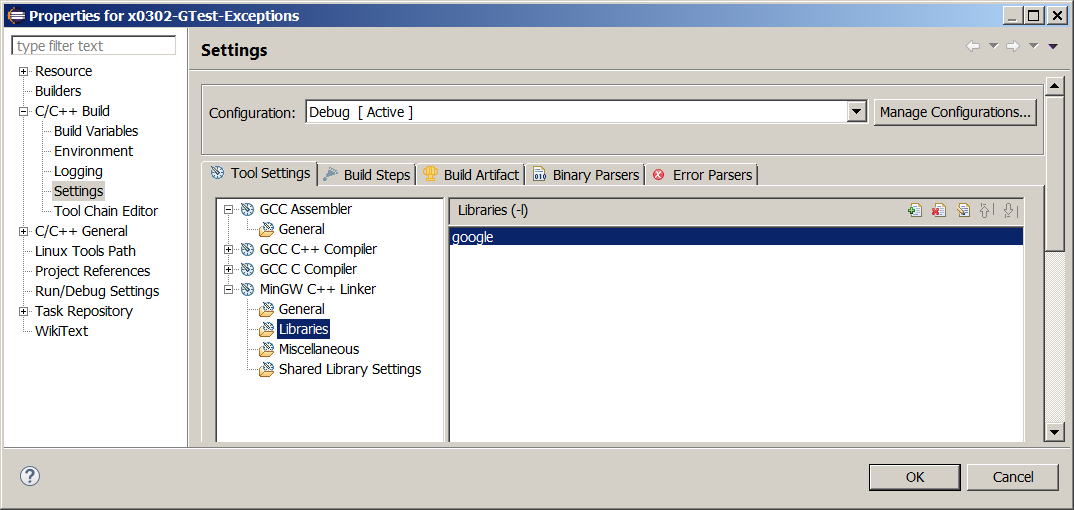 Properties for x0302-GTest-Exceptions
type filter text
Resource
Builders
C/C++ Build
Build Variables
Environment
Logging
Settings
Tool Chain Editor
C/C++ General
Linux Tools Path
Project References
Run/Debug Settings
Task Repository
WikiText
Settings
Configuration: Debug [ Active ] Manage Configurations...
Tool Settings Build Steps Build Artifact Binary Parsers Error Parsers
GCC Assembler
General
GCC C++ Compiler
GCC C Compiler
MinGW C++ Linker
General
Libraries
Miscellaneous
Shared Library Settings
Libraries (-l)
google
OK Cancel